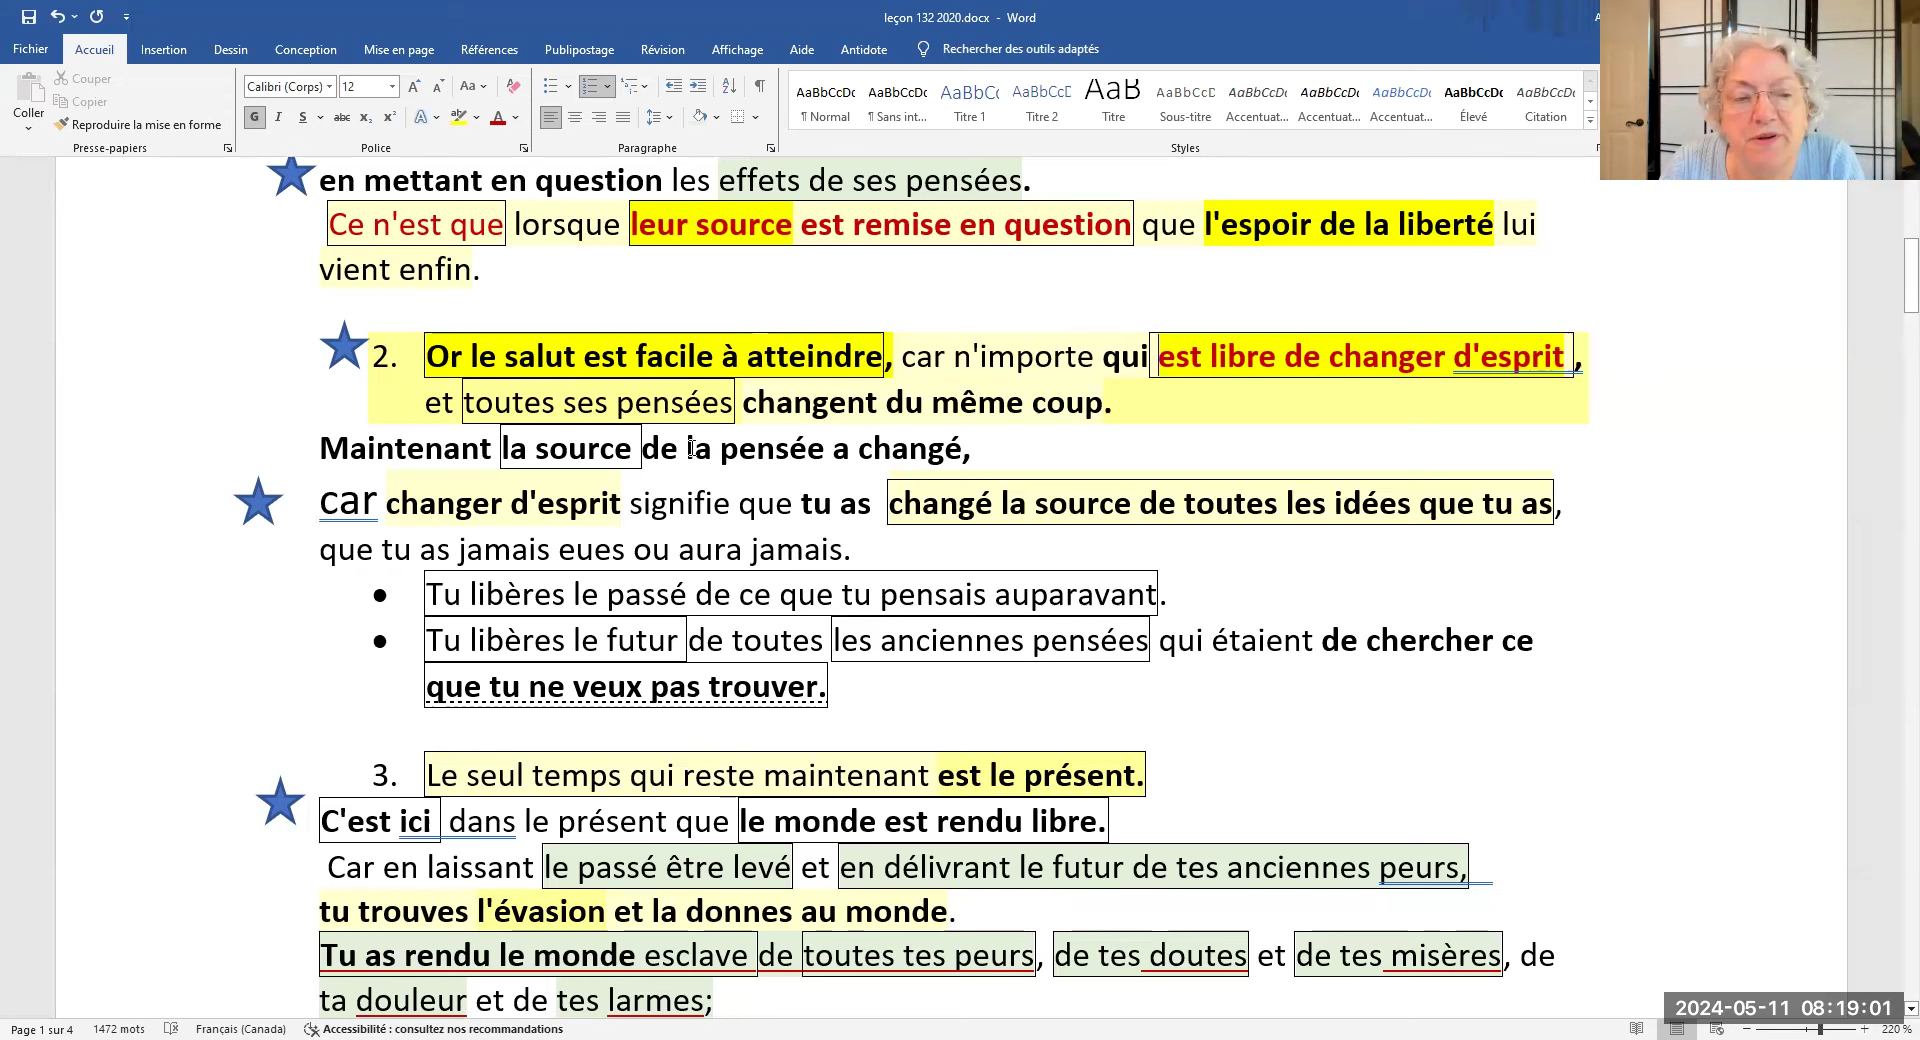 leçon 132 2020.docx - Word
Fichier Accueil Insertion Dessin Conception Mise en page Références Publipostage Révision Affichage Aide Antidote Rechercher des outils adaptés
Coller
Couper
Copier
Reproduire la mise en forme
Presse-papiers
Calibri (Corps) 12
Police
Paragraphe
AaBbCcDc AaBbCcDc AaBbCc AaBbCcD AaB AaBbCcD AaBbCcDc AaBbCcDc AaBbCcDc AaBbCcDc AaBbCcDc
¶ Normal ¶ Sans int... Titre 1 Titre 2 Titre Sous-titre Accentuat... Accentuat... Accentuat... Élevé Citation
Styles
en mettant en question les effets de ses pensées.
Ce n'est que lorsque leur source est remise en question que l'espoir de la liberté lui
vient enfin.
2. Or le salut est facile à atteindre, car n'importe qui est libre de changer d'esprit ,
et toutes ses pensées changent du même coup.
Maintenant la source de la pensée a changé,
car changer d'esprit signifie que tu as changé la source de toutes les idées que tu as,
que tu as jamais eues ou aura jamais.
• Tu libères le passé de ce que tu pensais auparavant.
• Tu libères le futur de toutes les anciennes pensées qui étaient de chercher ce
que tu ne veux pas trouver.
3. Le seul temps qui reste maintenant est le présent.
C'est ici dans le présent que le monde est rendu libre.
Car en laissant le passé être levé et en délivrant le futur de tes anciennes peurs,
tu trouves l'évasion et la donnes au monde.
Tu as rendu le monde esclave de toutes tes peurs, de tes doutes et de tes misères, de
ta douleur et de tes larmes;
2024-05-11 08:19:01
Page 1 sur 4 1472 mots Français (Canada) Accessibilité : consultez nos recommandations 220 %